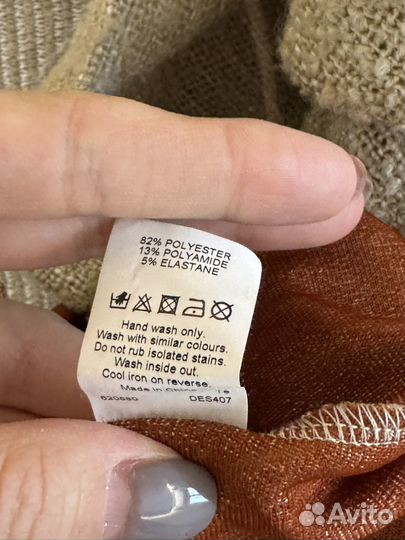 82% POLYESTER
13% POLYAMIDE
5% ELASTANE
Hand wash only.
Wash with similar colours.
Do not rub isolated stains.
Wash inside out.
Cool iron on reverse.
Made in
DES407
Avito